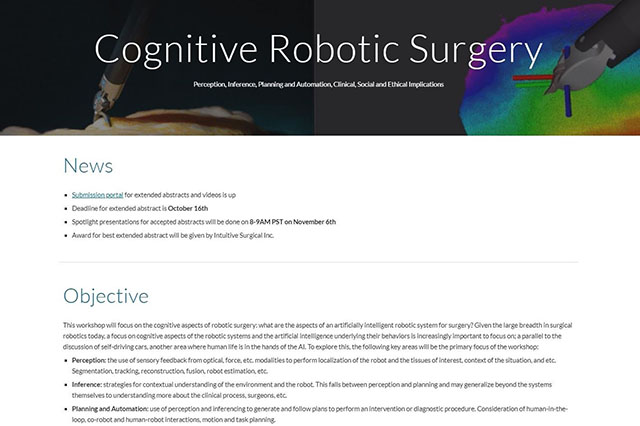 Cognitive Robotic Surgery
Perception, Inference, Planning and Automation, Clinical, Social and Ethical Implications
News
Submission portal for extended abstracts and videos is up
Deadline for extended abstract is October 16th
Spotlight presentations for accepted abstracts will be done on 8-9AM PST on November 6th
Award for best extended abstract will be given by Intuitive Surgical Inc.
Objective
This workshop will focus on the cognitive aspects of robotic surgery: what are the aspects of an artificially intelligent robotic system for surgery? Given the large breadth in surgical
robotics today, a focus on cognitive aspects of the robotic systems and the artificial intelligence underlying their behaviors is increasingly important to focus on; a parallel to the
discussion of self-driving cars, another area where human life is in the hands of the AI. To explore this, the following key areas will be the primary focus of the workshop:
Perception: the use of sensory feedback from optical, force, etc. modalities to perform localization of the robot and the tissues of interest, context of the situation, and etc.
Segmentation, tracking, reconstruction, fusion, robot estimation, etc.
Inference: strategies for contextual understanding of the environment and the robot. This falls between perception and planning and may generalize beyond the systems
themselves to understanding more about the clinical process, surgeons, etc.
Planning and Automation: use of perception and inferencing to generate and follow plans to perform an intervention or diagnostic procedure. Consideration of human-in-the-
loop, co-robot and human-robot interactions, motion and task planning.